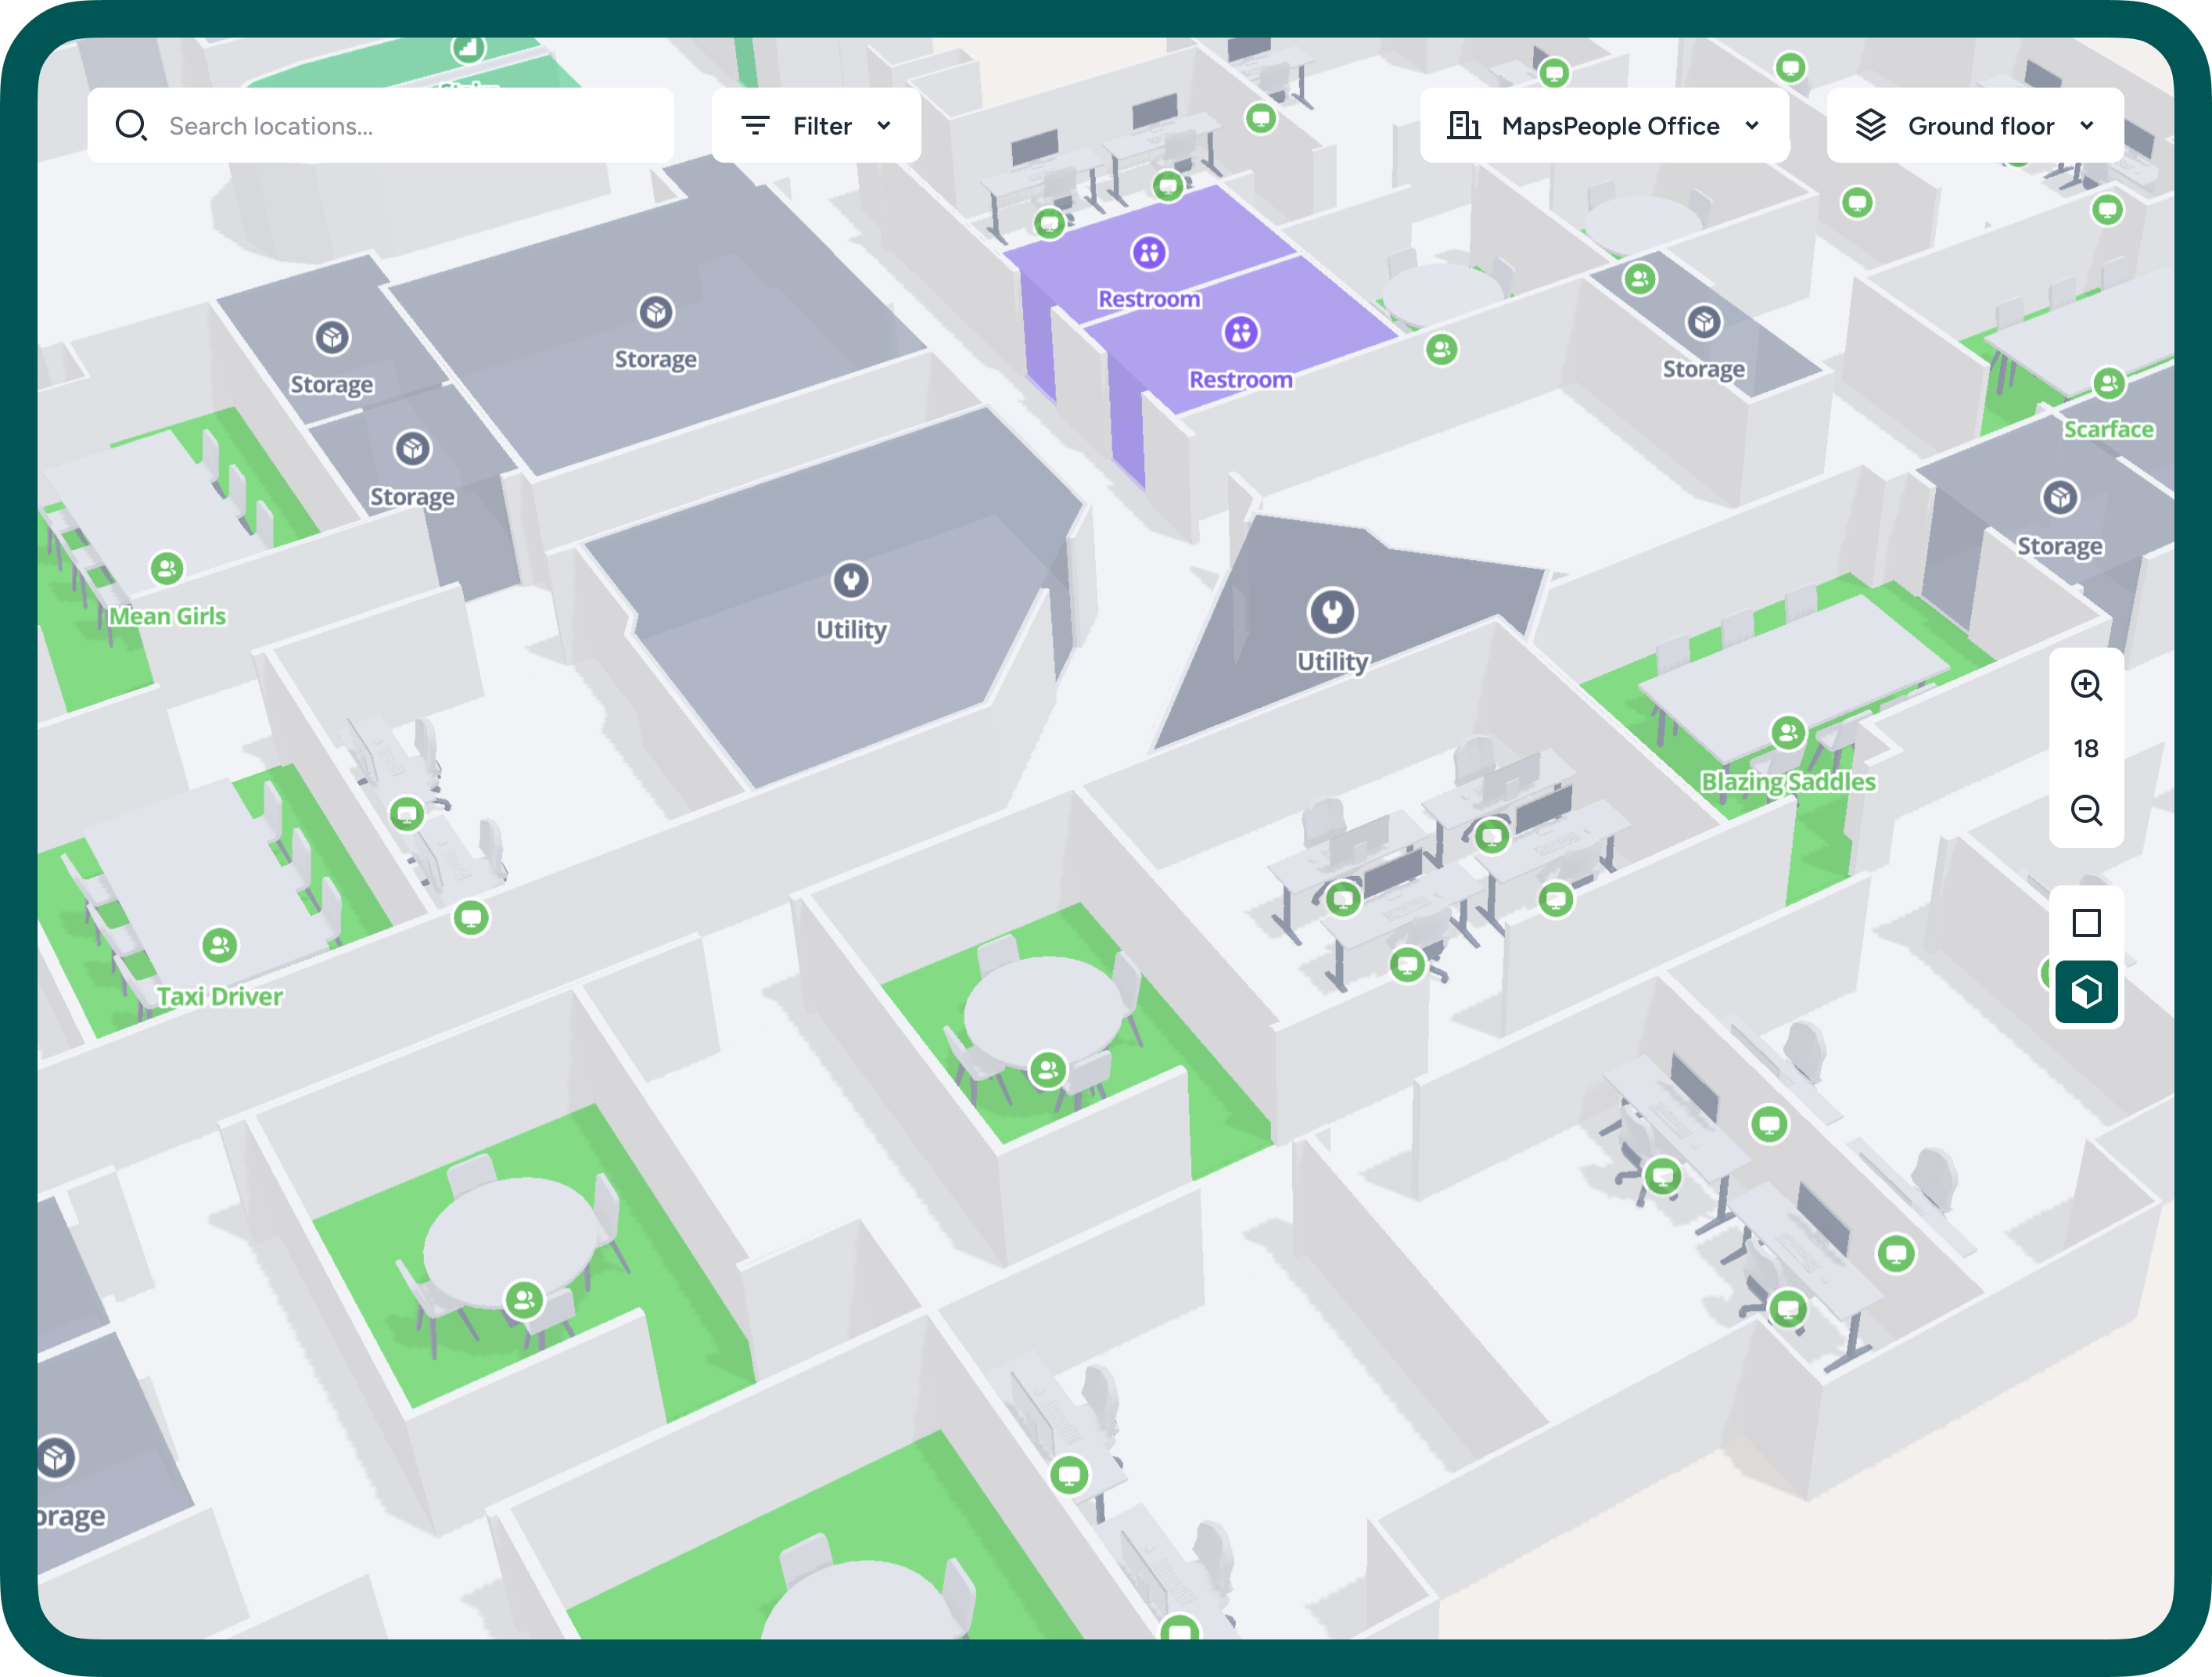 Search locations...
Filter
MapsPeople Office
Ground floor
Restroom
Storage
Restroom
Storage
Storage
Scarface
Storage
Storage
Mean Girls
Utility
Utility
18
Blazing Saddles
Taxi Driver
orage